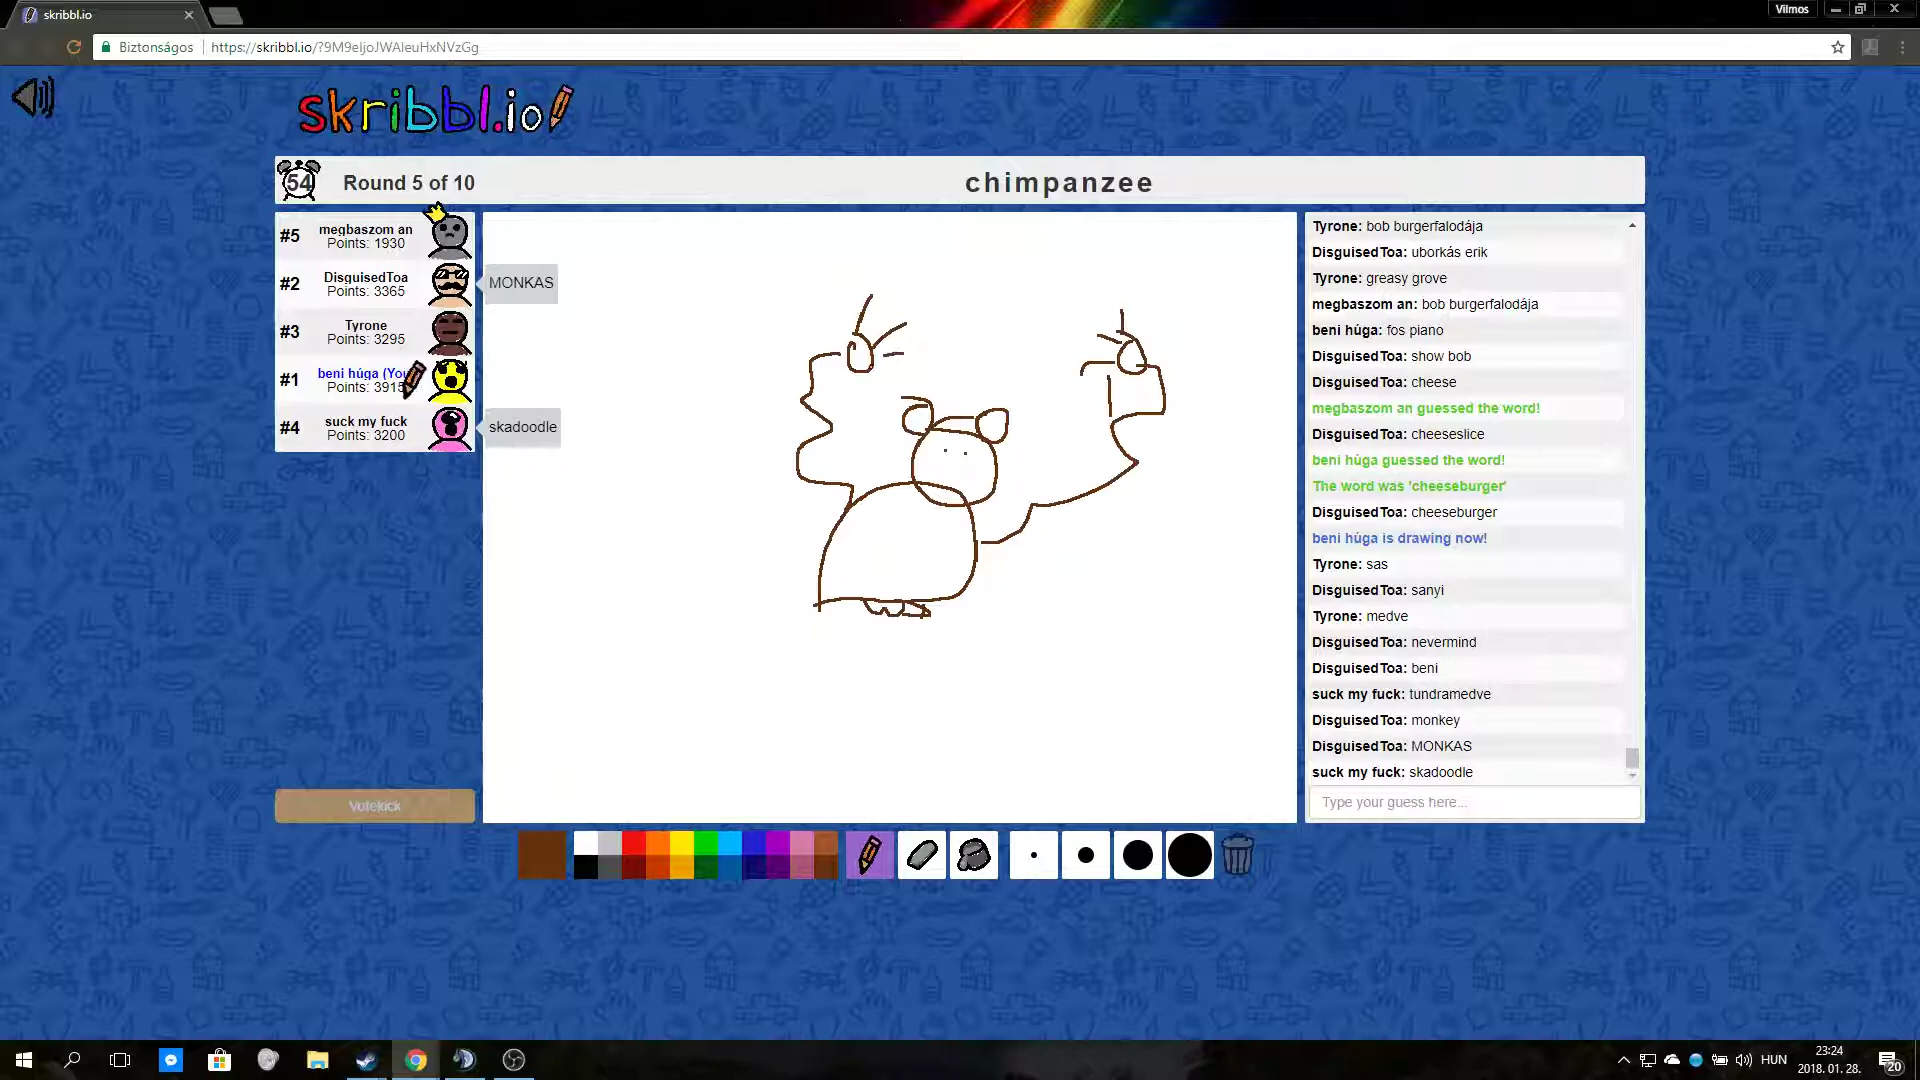 skribbl.io
Vilmos
Biztonságos
https://skribbl.io/?9M9eljoJWAleuHxNVzGg
skribbl.io
54
Round 5 of 10
chimpanzee
#5
megbaszom an
Points: 1930
#2
DisguisedToa
Points: 3365
MONKAS
#3
Tyrone
Points: 3295
#1
beni húga (You
Points: 3915
#4
suck my fuck
Points: 3200
skadoodle
Votekick
Tyrone: bob burgerfalodája
DisguisedToa: uborkás erik
Tyrone: greasy grove
megbaszom an: bob burgerfalodája
beni húga: fos piano
DisguisedToa: show bob
DisguisedToa: cheese
megbaszom an guessed the word!
DisguisedToa: cheeseslice
beni húga guessed the word!
The word was 'cheeseburger'
DisguisedToa: cheeseburger
beni húga is drawing now!
Tyrone: sas
DisguisedToa: sanyi
Tyrone: medve
DisguisedToa: nevermind
DisguisedToa: beni
suck my fuck: tundramedve
DisguisedToa: monkey
DisguisedToa: MONKAS
suck my fuck: skadoodle
Type your guess here...
HUN
23:24
2018. 01. 28.
20